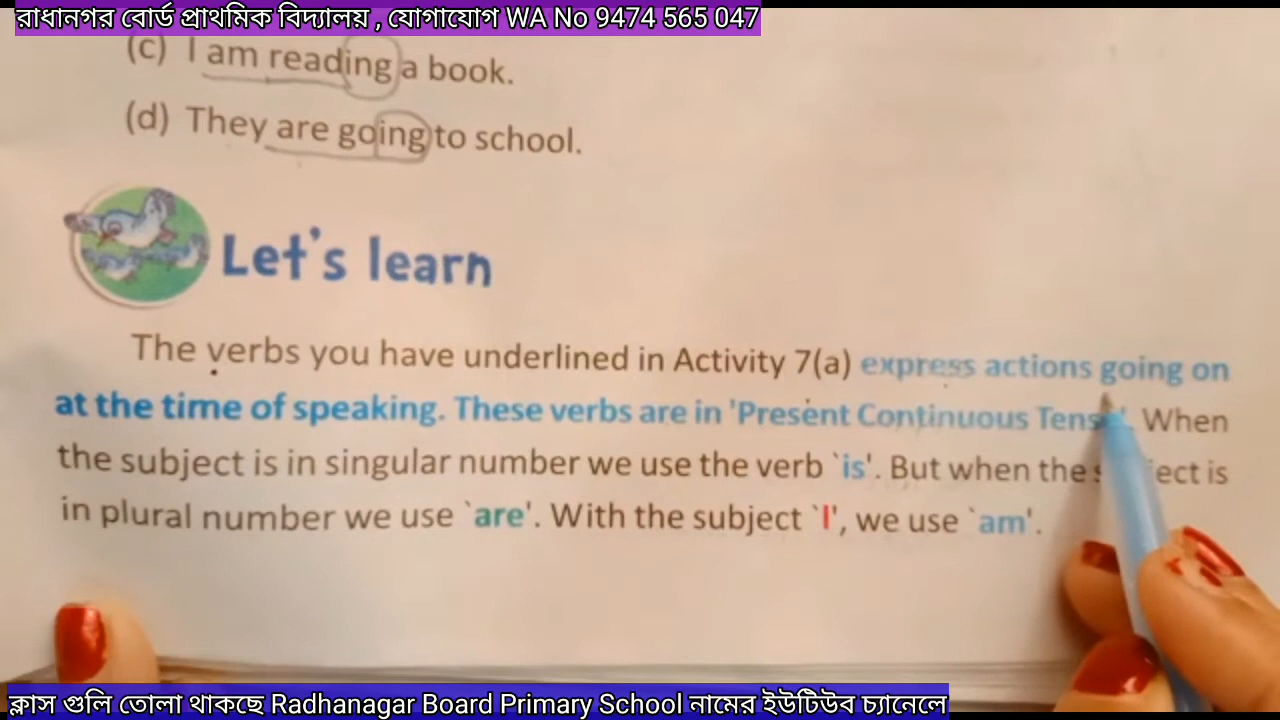 রাধানগর বোর্ড প্রাথমিক বিদ্যালয় , যোগাযোগ WA No 9474 565 047
(c) I am reading a book.
(d) They are going to school.
Let's learn
The verbs you have underlined in Activity 7(a) express actions going on
at the time of speaking. These verbs are in 'Present Continuous Tens '. When
the subject is in singular number we use the verb `is'. But when the is
in plural number we use `are'. With the subject `I', we use `am'.
ক্লাস গুলি তোলা থাকছে Radhanagar Board Primary School নামের ইউটিউব চ্যানেলে